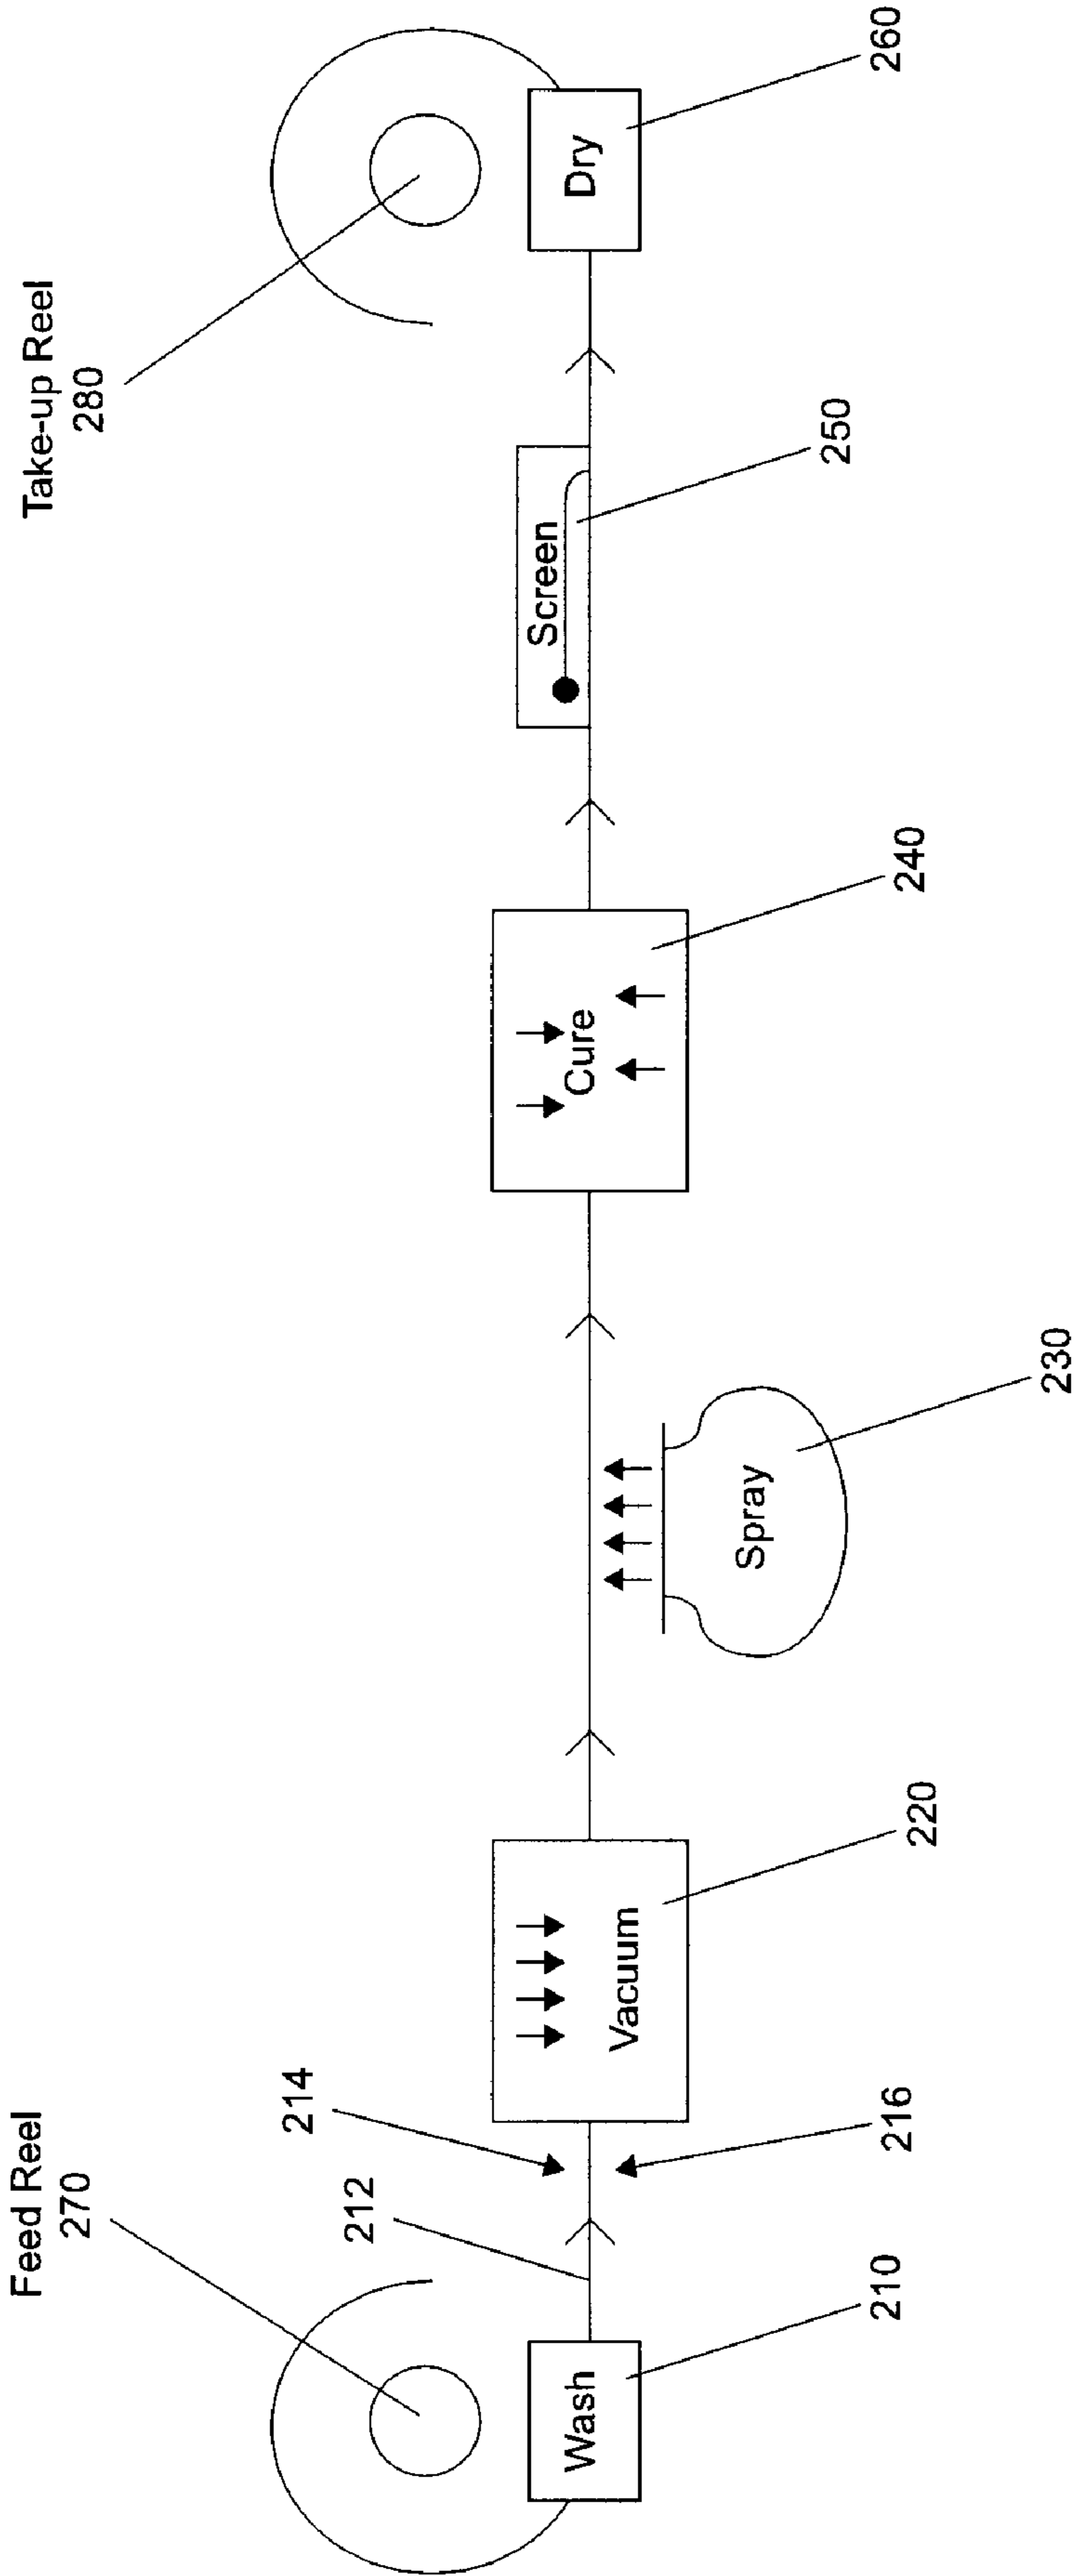 Feed Reel
270
Take-up Reel
280
212
214
216
Wash
210
Vacuum
220
Spray
230
Cure
240
Screen
250
Dry
260